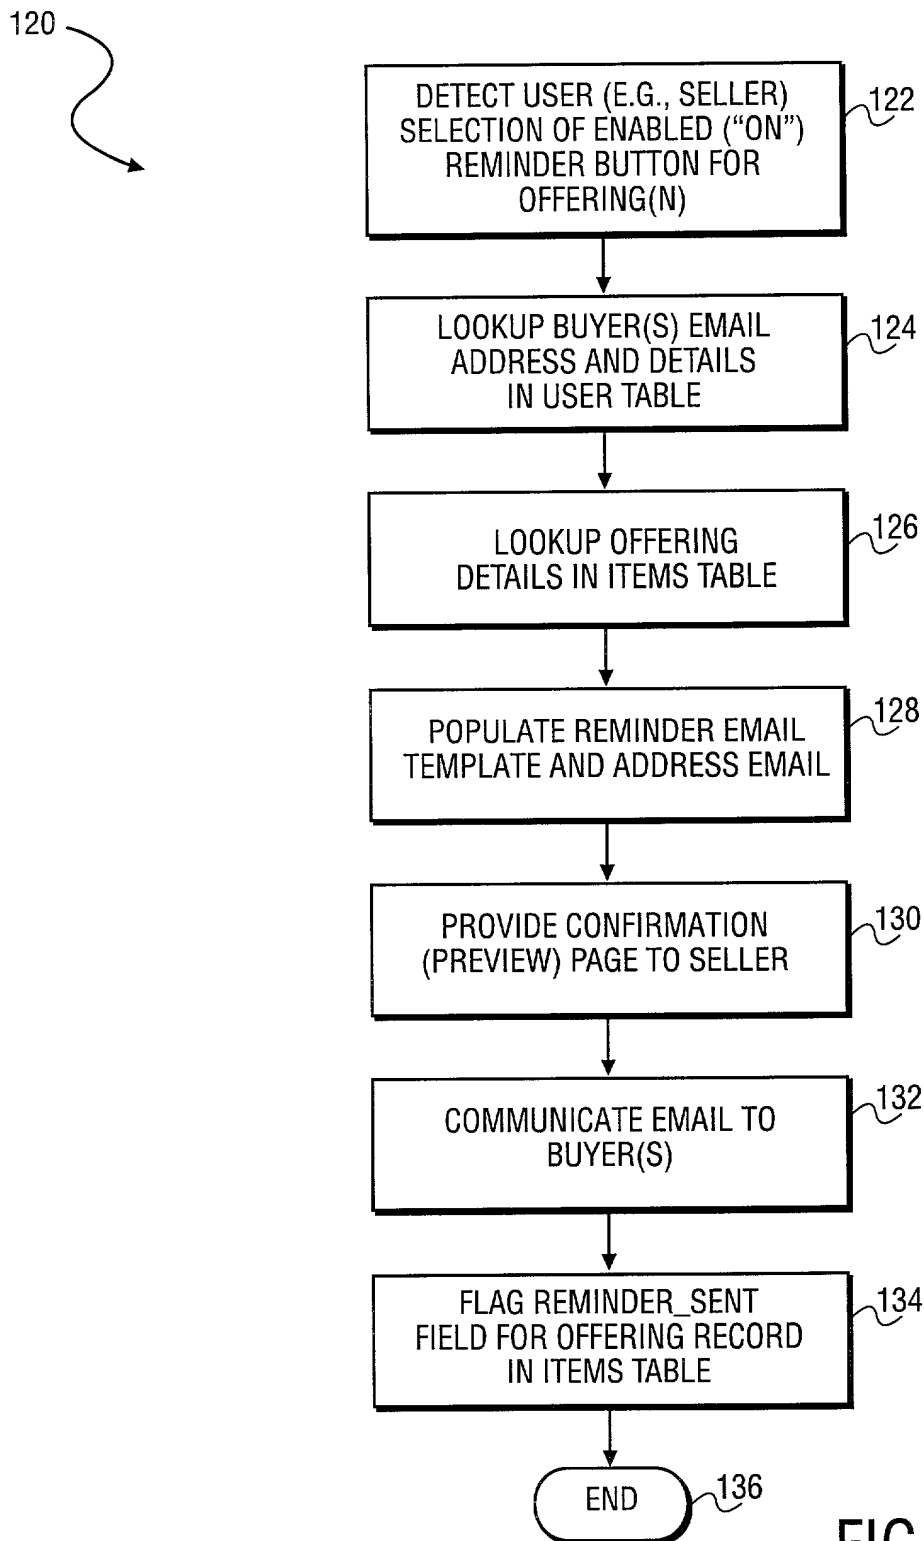 120
DETECT USER (E.G., SELLER)
SELECTION OF ENABLED (“ON”)
REMINDER BUTTON FOR
OFFERING(N)
122
LOOKUP BUYER(S) EMAIL
ADDRESS AND DETAILS
IN USER TABLE
124
LOOKUP OFFERING
DETAILS IN ITEMS TABLE
126
POPULATE REMINDER EMAIL
TEMPLATE AND ADDRESS EMAIL
128
PROVIDE CONFIRMATION
(PREVIEW) PAGE TO SELLER
130
COMMUNICATE EMAIL TO
BUYER(S)
132
FLAG REMINDER_SENT
FIELD FOR OFFERING RECORD
IN ITEMS TABLE
134
END
136